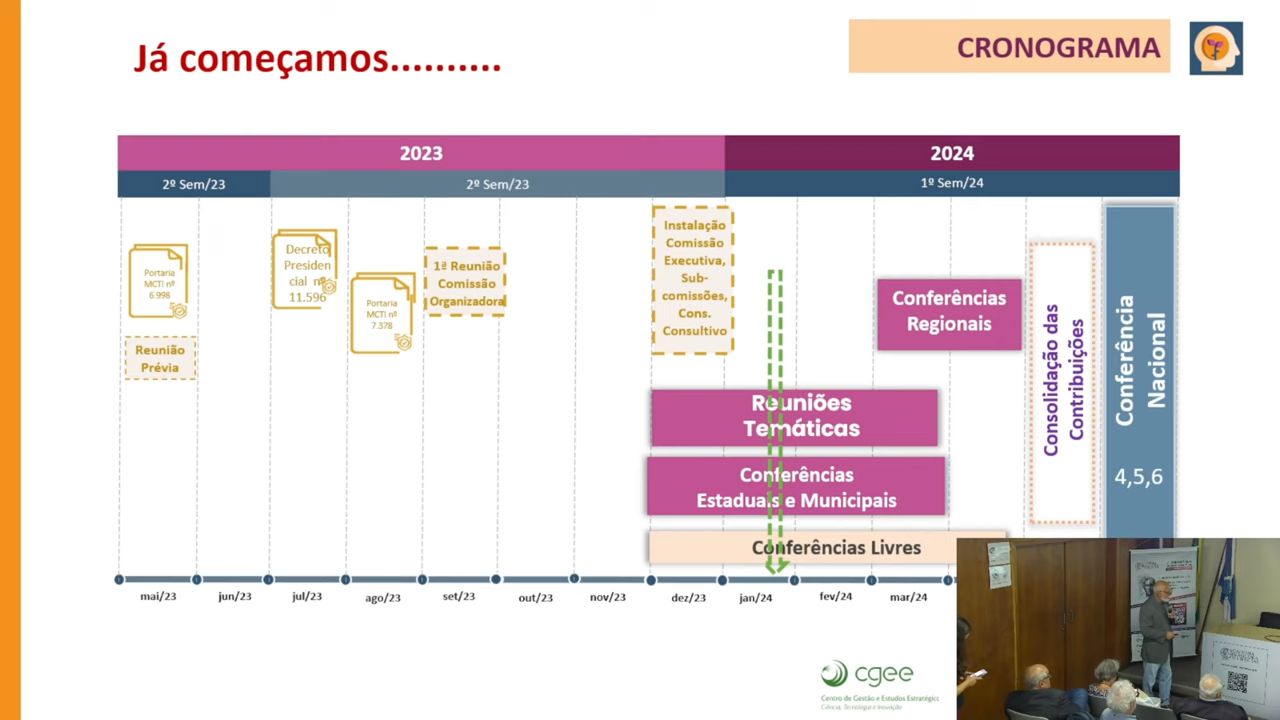 Já começamos..........
CRONOGRAMA
2023
2024
2º Sem/23
2º Sem/23
1º Sem/24
Portaria
MCTI nº
6.998
Reunião
Prévia
Decreto
Presiden
cial nº
11.596
Portaria
MCTI nº
7.378
1ª Reunião
Comissão
Organizadora
Instalação
Comissão
Executiva,
Sub-
comissões,
Cons.
Consultivo
Conferências
Regionais
Reuniões
Temáticas
Conferências
Estaduais e Municipais
Conferências Livres
Consolidação das
Contribuições
Conferência
Nacional
4,5,6
mai/23
jun/23
jul/23
ago/23
set/23
out/23
nov/23
dez/23
jan/24
fev/24
mar/24
cgee
Centro de Gestão e Estudos Estratégic
Ciência, Tecnologia e Inovação